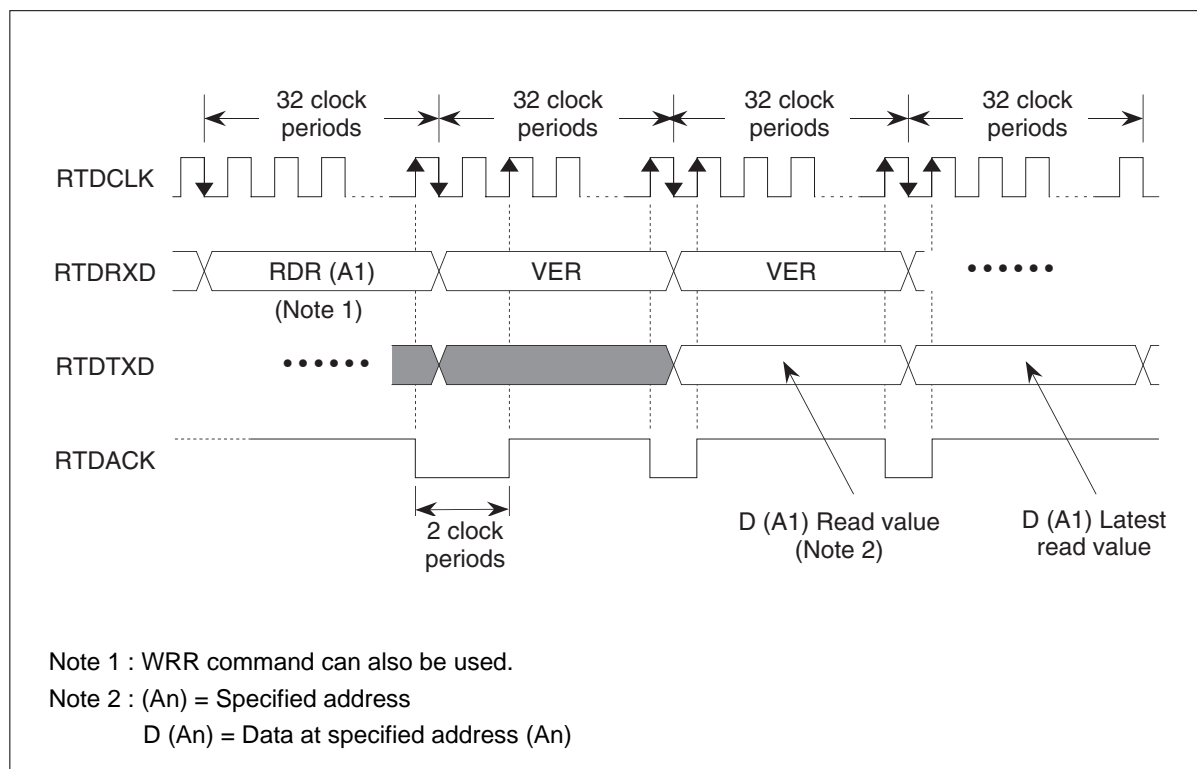 32 clock
periods
32 clock
periods
32 clock
periods
32 clock
periods
RTDCLK
RTDRXD
RDR (A1)
(Note 1)
VER
VER
••••••
RTDTXD
••••••
RTDACK
2 clock
periods
D (A1) Read value
(Note 2)
D (A1) Latest
read value
Note 1 : WRR command can also be used.
Note 2 : (An) = Specified address
D (An) = Data at specified address (An)